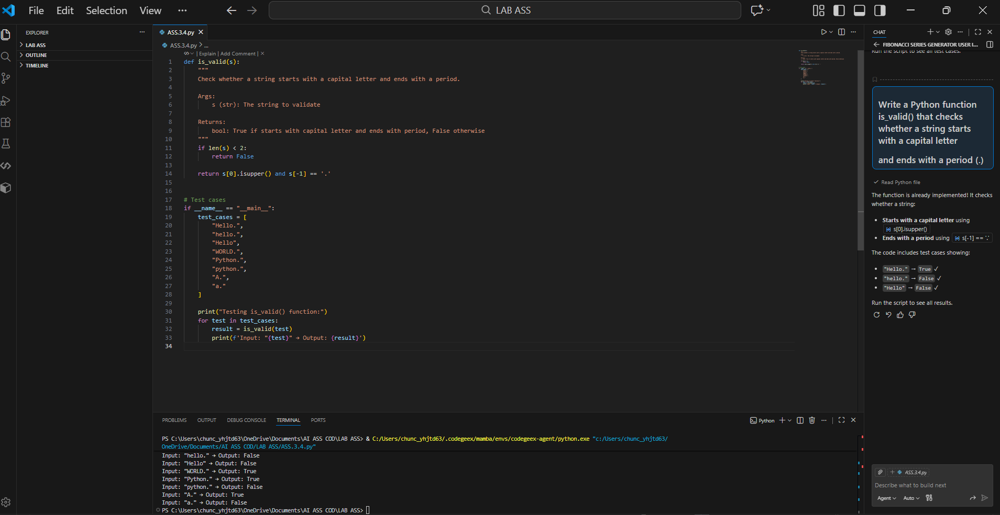 File Edit Selection View ···
LAB ASS
EXPLORER ···
LAB ASS
OUTLINE
TIMELINE
ASS.3.4.py
ASS.3.4.py > ...
| Explain | Add Comment | ×
1 def is_valid(s):
2 """
3 Check whether a string starts with a capital letter and ends with a period.
4
5 Args:
6 s (str): The string to validate
7
8 Returns:
9 bool: True if starts with capital letter and ends with period, False otherwise
10 """
11 if len(s) < 2:
12 return False
13
14 return s[0].isupper() and s[-1] == '.'
15
16
17 # Test cases
18 if __name__ == "__main__":
19 test_cases = [
20 "Hello.",
21 "hello.",
22 "Hello",
23 "WORLD.",
24 "Python.",
25 "python.",
26 "A.",
27 "a."
28 ]
29
30 print("Testing is_valid() function:")
31 for test in test_cases:
32 result = is_valid(test)
33 print(f'Input: "{test}" → Output: {result}')
34
PROBLEMS OUTPUT DEBUG CONSOLE TERMINAL PORTS
Python
PS C:\Users\chunc_yhjtd63\OneDrive\Documents\AI ASS COD\LAB ASS> & C:/Users/chunc_yhjtd63/.codegeex/mamba/envs/codegeex-agent/python.exe "c:/Users/chunc_yhjtd63/
OneDrive/Documents/AI ASS COD/LAB ASS/ASS.3.4.py"
Input: "hello." → Output: False
Input: "Hello" → Output: False
Input: "WORLD." → Output: True
Input: "Python." → Output: True
Input: "python." → Output: False
Input: "A." → Output: True
Input: "a." → Output: False
PS C:\Users\chunc_yhjtd63\OneDrive\Documents\AI ASS COD\LAB ASS>
CHAT
FIBONACCI SERIES GENERATOR USER I...
Run the script to see all test cases.
Write a Python function
is_valid() that checks
whether a string starts
with a capital letter
and ends with a period (.)
Read Python file
The function is already implemented! It checks
whether a string:
• Starts with a capital letter using
s[0].isupper()
• Ends with a period using s[-1] == '.'
The code includes test cases showing:
• "Hello." → True ✓
• "hello." → False ✓
• "Hello" → False ✓
Run the script to see all results.
ASS.3.4.py
Describe what to build next
Agent Auto